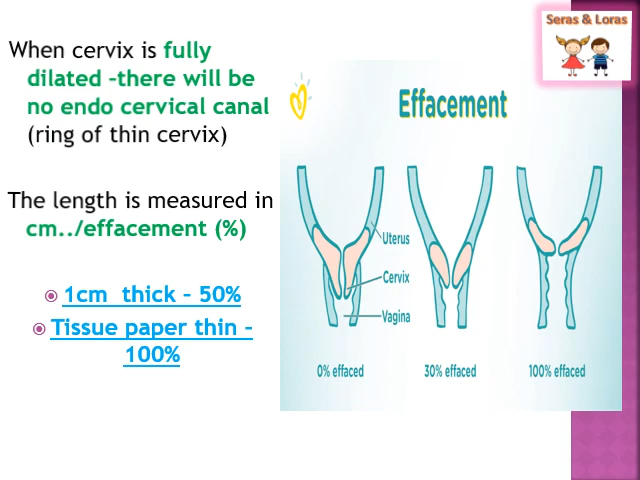 Seras & Loras
When cervix is fully
dilated –there will be
no endo cervical canal
(ring of thin cervix)
The length is measured in
cm../effacement (%)
1cm thick – 50%
Tissue paper thin –
100%
Effacement
Uterus
Cervix
Vagina
0% effaced
30% effaced
100% effaced